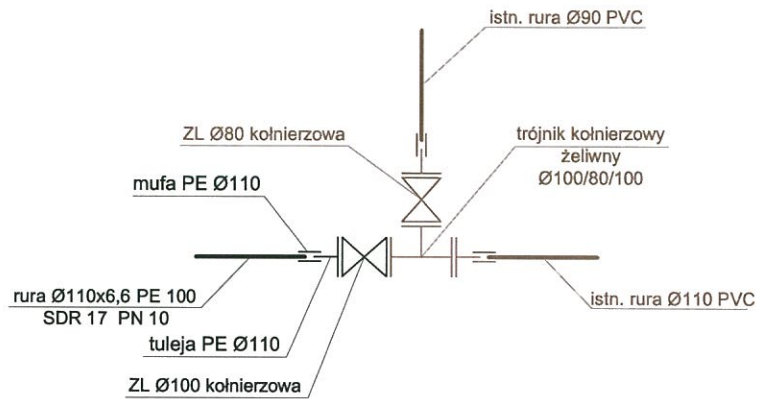 istn. rura Ø90 PVC
ZL Ø80 kołnierzowa
trójnik kołnierzowy
żeliwny
Ø100/80/100
mufa PE Ø110
rura Ø110x6,6 PE 100
SDR 17 PN 10
istn. rura Ø110 PVC
tuleja PE Ø110
ZL Ø100 kołnierzowa